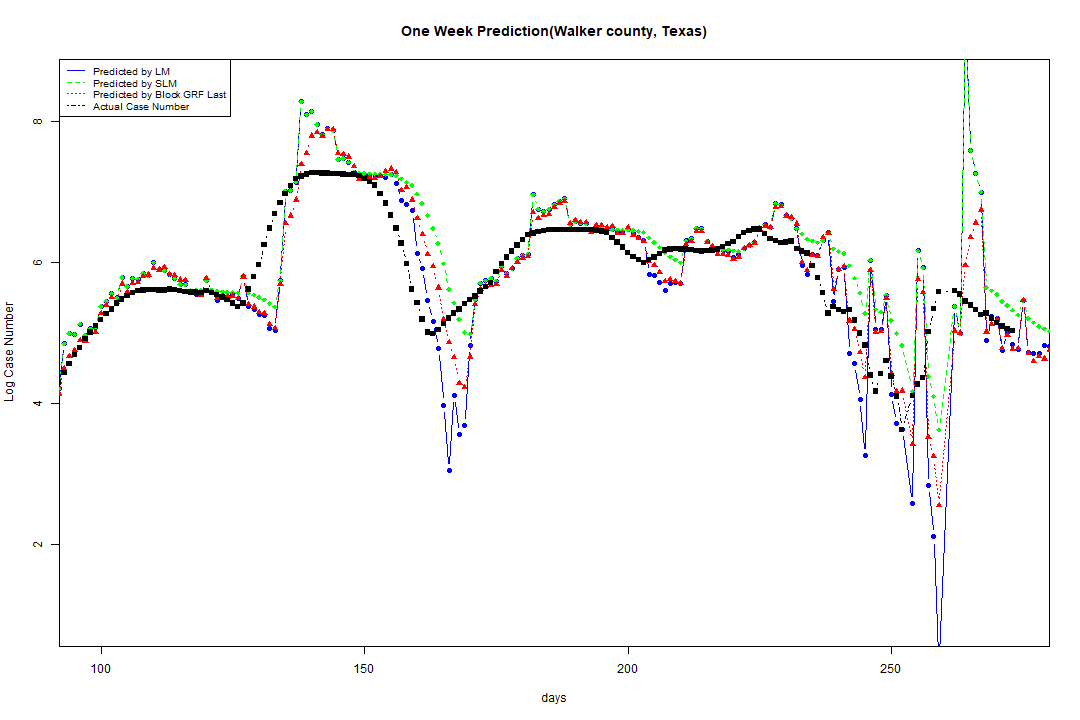 One Week Prediction(Walker county, Texas)
Predicted by LM
Predicted by SLM
Predicted by Block GRF Last
Actual Case Number
8
6
4
2
Log Case Number
100 150 200 250
days